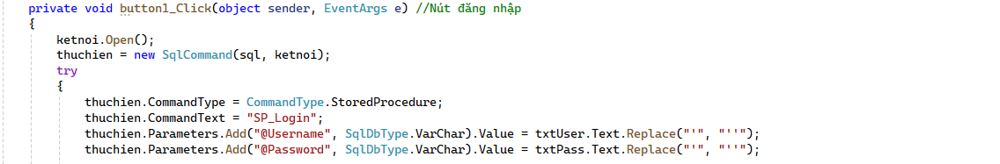 private void button1_Click(object sender, EventArgs e) //Nút đăng nhập
{
ketnoi.Open();
thuchien = new SqlCommand(sql, ketnoi);
try
{
thuchien.CommandType = CommandType.StoredProcedure;
thuchien.CommandText = "SP_Login";
thuchien.Parameters.Add("@Username", SqlDbType.VarChar).Value = txtUser.Text.Replace("'", "''");
thuchien.Parameters.Add("@Password", SqlDbType.VarChar).Value = txtPass.Text.Replace("'", "''");